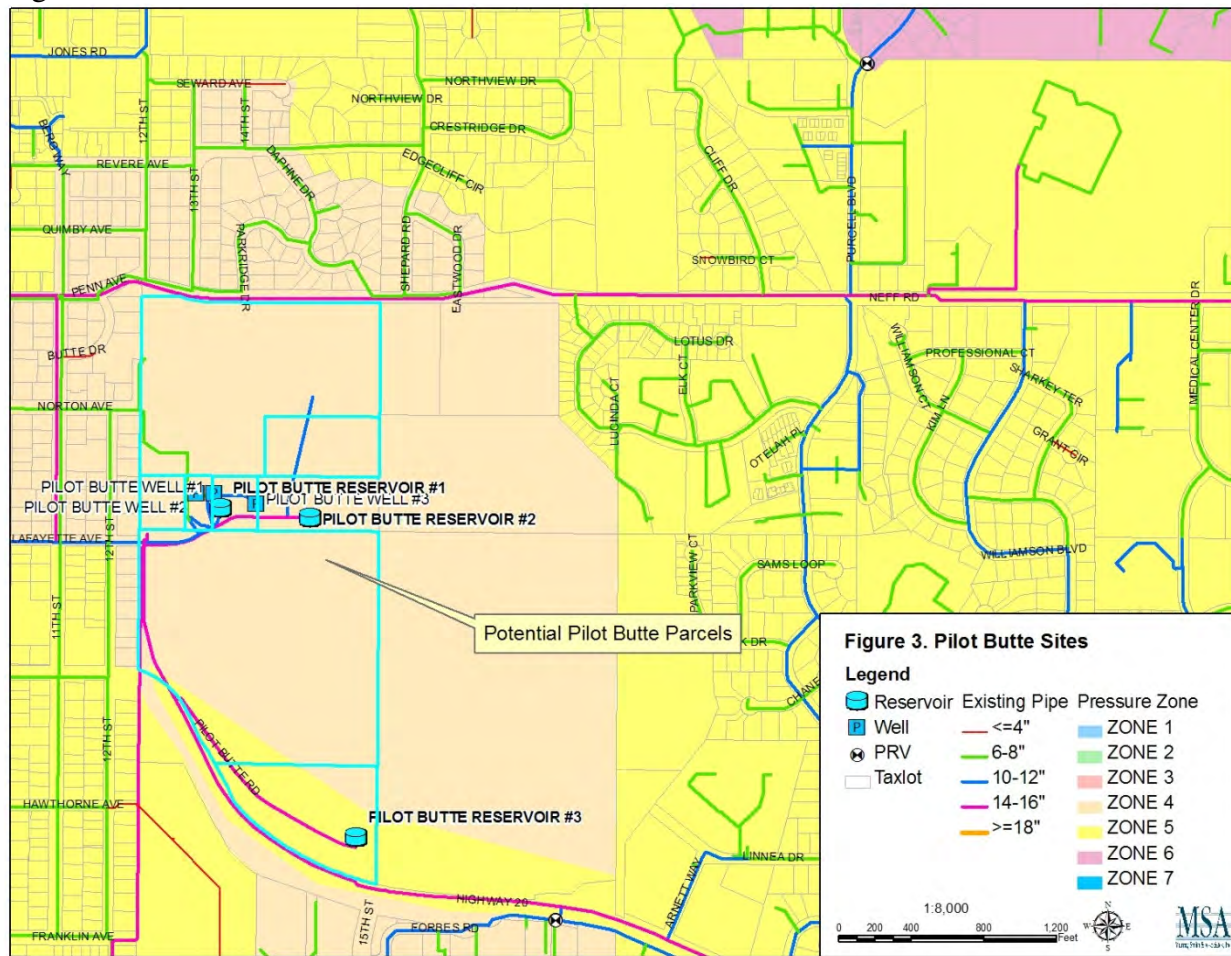 JONES RD
SEWARD AVE
12TH ST
14TH ST
NORTHVIEW DR
NORTHVIEW DR
CRESTRIDGE DR
BERG WAY
REVERE AVE
13TH ST
DAPHNE DR
EDGECLIFF CIR
CLIFF DR
PURCELL BLVD
QUIMBY AVE
PARKRIDGE DR
SHEPARD RD
EASTWOOD DR
SNOWBIRD CT
PENN AVE
NEFF RD
BUTTE DR
LOTUS DR
ELK CT
LUCINDA CT
WILLIAMSON CT
PROFESSIONAL CT
SHARKEY TER
MEDICAL CENTER DR
NORTON AVE
KIM LN
GRANT CIR
OTELAH PL
PILOT BUTTE WELL #1
PILOT BUTTE RESERVOIR #1
PILOT BUTTE WELL #2
PILOT BUTTE WELL #3
PILOT BUTTE RESERVOIR #2
LAFAYETTE AVE
12TH ST
11TH ST
WILLIAMSON BLVD
PARKVIEW CT
SAMS LOOP
Potential Pilot Butte Parcels
K DR
CHANE
PILOT BUTTE RD
12TH ST
HAWTHORNE AVE
PILOT BUTTE RESERVOIR #3
LINNEA DR
ARNETT WAY
HIGHWAY 20
15TH ST
FORBES RD
FRANKLIN AVE
Figure 3. Pilot Butte Sites
Legend
Reservoir
Well
P
PRV
Taxlot
Existing Pipe
<=4"
6-8"
10-12"
14-16"
>=18"
Pressure Zone
ZONE 1
ZONE 2
ZONE 3
ZONE 4
ZONE 5
ZONE 6
ZONE 7
1:8,000
0 200 400 800 1,200
Feet
N
W E
S
MSA